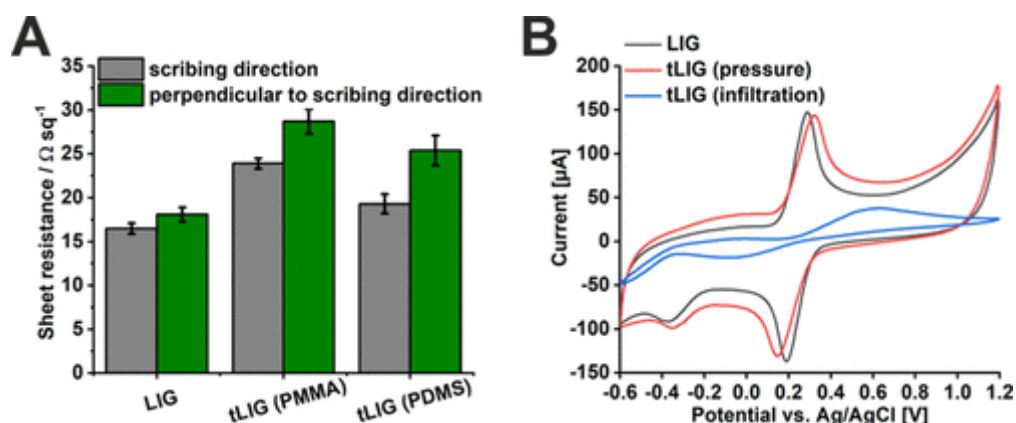 A
Sheet resistance / Ω sq⁻¹
35
30
25
20
15
10
5
0
scribing direction
perpendicular to scribing direction
LIG
tLIG (PMMA)
tLIG (PDMS)
B
LIG
tLIG (pressure)
tLIG (infiltration)
Current [µA]
150
100
50
0
-50
-100
-150
-0.6 -0.4 -0.2 0.0 0.2 0.4 0.6 0.8 1.0 1.2
Potential vs. Ag/AgCl [V]